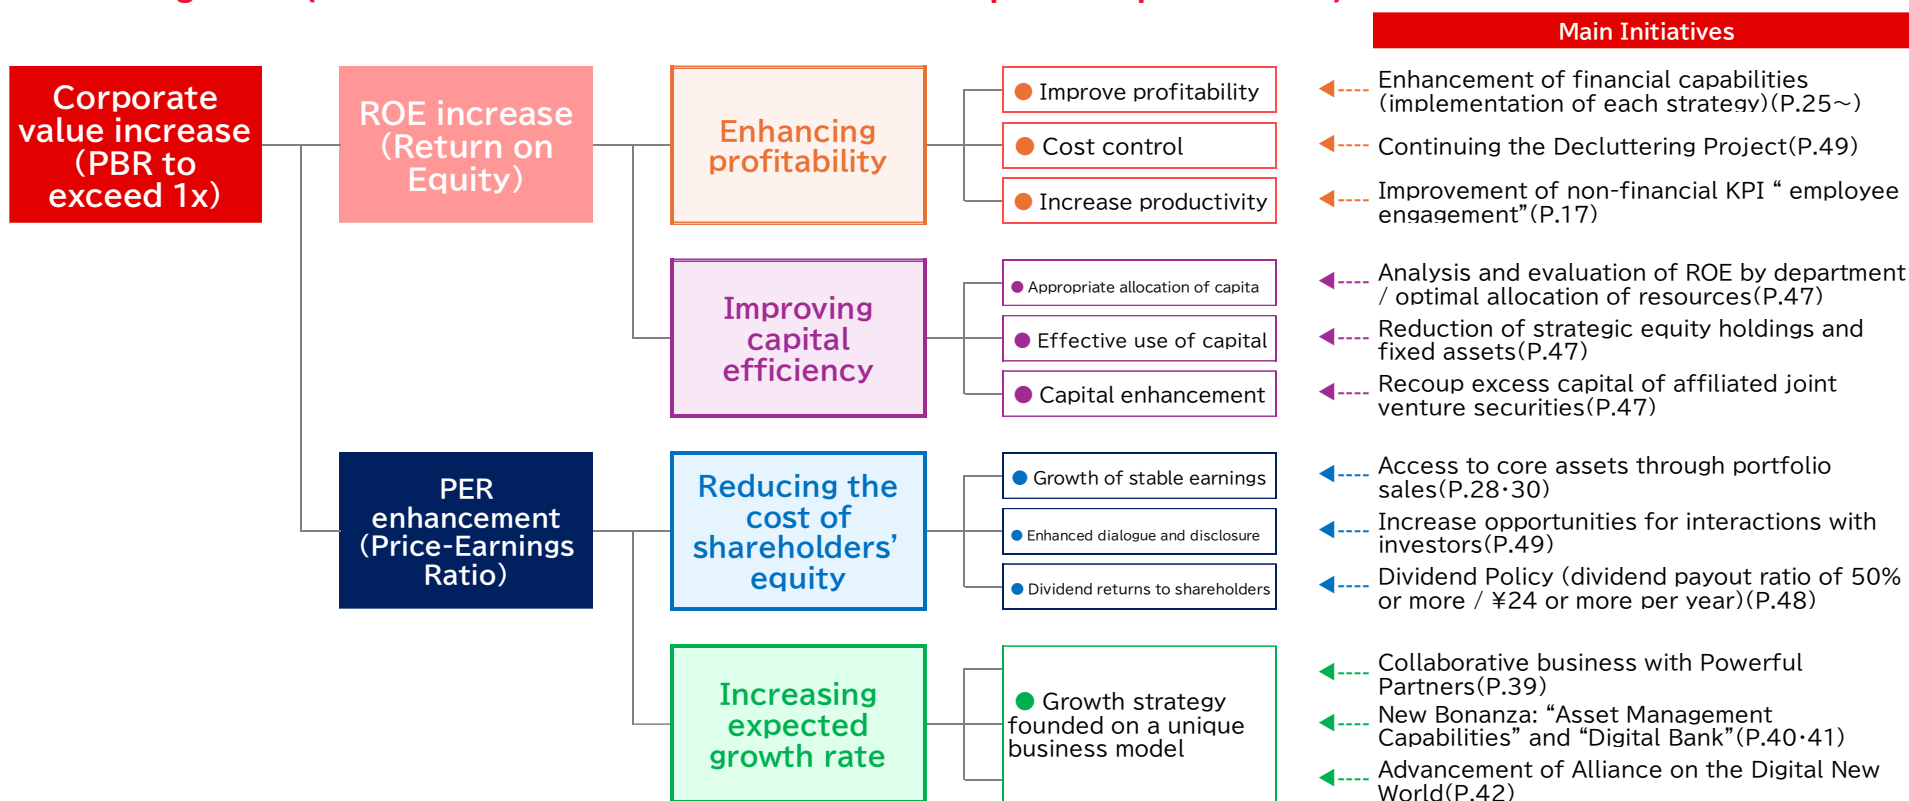 Main Initiatives
Corporate
value increase
(PBR to
exceed 1x)
ROE increase
(Return on
Equity)
Enhancing
profitability
● Improve profitability
● Cost control
● Increase productivity
Enhancement of financial capabilities
(implementation of each strategy)(P.25～)
Continuing the Decluttering Project(P.49)
Improvement of non-financial KPI “ employee
engagement”(P.17)
Improving
capital
efficiency
● Appropriate allocation of capita
● Effective use of capital
● Capital enhancement
Analysis and evaluation of ROE by department
/ optimal allocation of resources(P.47)
Reduction of strategic equity holdings and
fixed assets(P.47)
Recoup excess capital of affiliated joint
venture securities(P.47)
PER
enhancement
(Price-Earnings
Ratio)
Reducing the
cost of
shareholders’
equity
● Growth of stable earnings
● Enhanced dialogue and disclosure
● Dividend returns to shareholders
Access to core assets through portfolio
sales(P.28･30)
Increase opportunities for interactions with
investors(P.49)
Dividend Policy (dividend payout ratio of 50%
or more / ¥24 or more per year)(P.48)
Increasing
expected
growth rate
● Growth strategy
founded on a unique
business model
Collaborative business with Powerful
Partners(P.39)
New Bonanza: “Asset Management
Capabilities” and “Digital Bank”(P.40･41)
Advancement of Alliance on the Digital New
World(P.42)